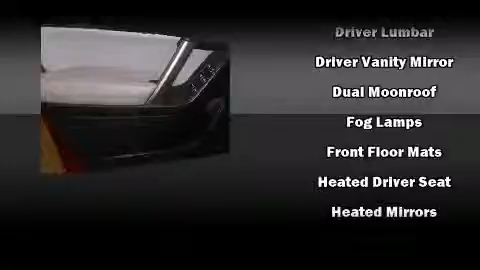 Driver Lumbar
Driver Vanity Mirror
Dual Moonroof
Fog Lamps
Front Floor Mats
Heated Driver Seat
Heated Mirrors